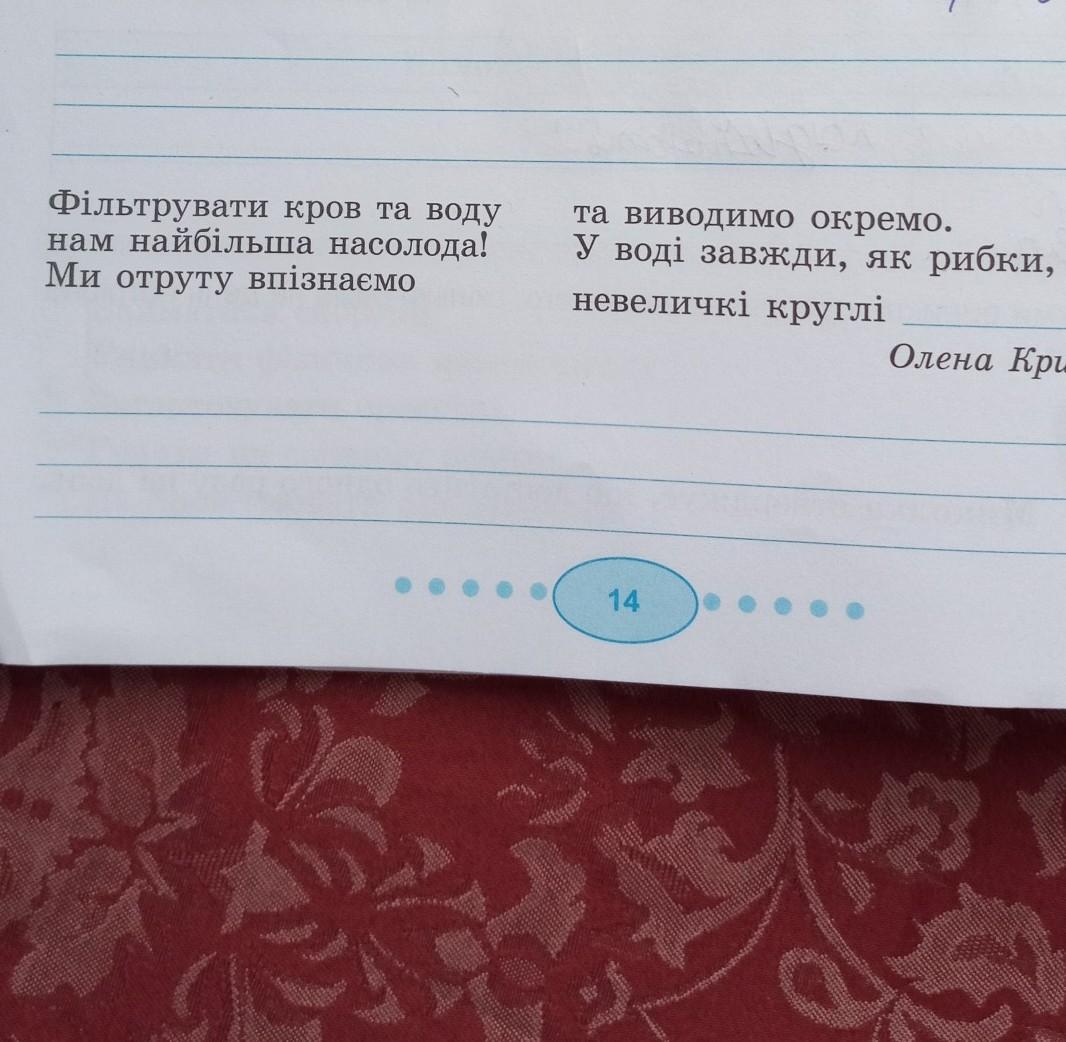 Фільтрувати кров та воду
нам найбільша насолода!
Ми отруту впізнаємо
та виводимо окремо.
У воді завжди, як рибки,
невеличкі круглі
Олена
14